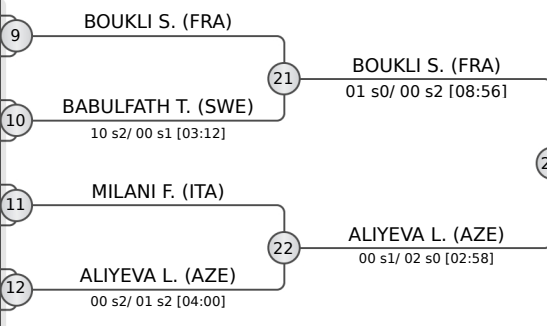 BOUKLI S. (FRA)
9
BOUKLI S. (FRA)
21
01 s0/ 00 s2 [08:56]
BABULFATH T. (SWE)
10
10 s2/ 00 s1 [03:12]
MILANI F. (ITA)
11
ALIYEVA L. (AZE)
22
00 s1/ 02 s0 [02:58]
ALIYEVA L. (AZE)
12
00 s2/ 01 s2 [04:00]